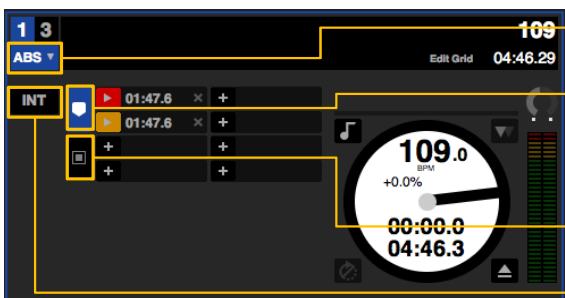 1 3
109
ABS
Edit Grid 04:46.29
INT
01:47.6 × +
01:47.6 × +
+ +
+ +
109.0
BPM
+0.0%
00:00.0
04:46.3